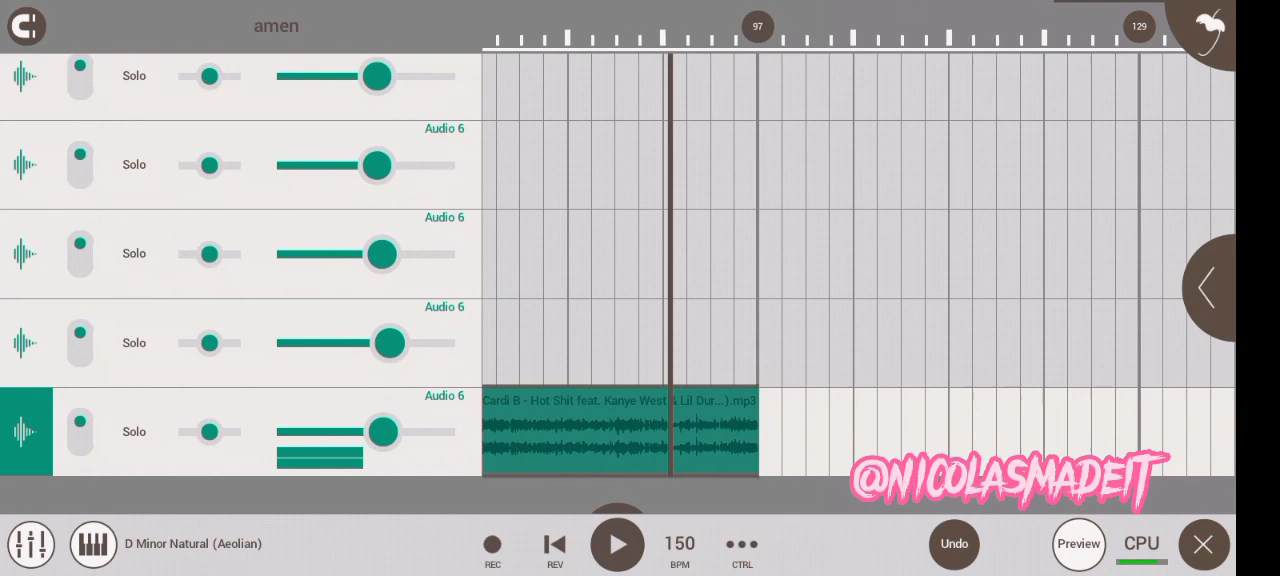 amen
97
129
Solo
Audio 6
Solo
Audio 6
Solo
Audio 6
Solo
Audio 6
Solo
Cardi B - Hot Shit feat. Kanye West & Lil Dur...).mp3
@NICOLASMADEIT
D Minor Natural (Aeolian)
REC
REV
150
BPM
CTRL
Undo
Preview
CPU